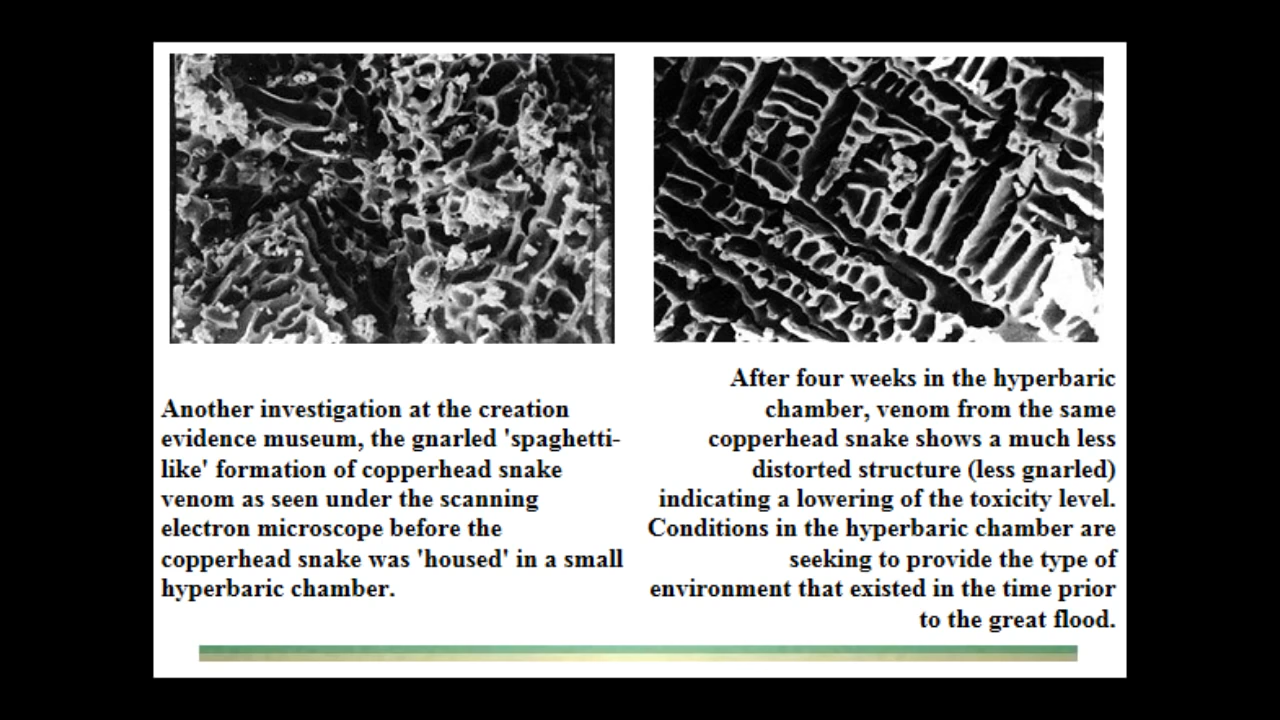 Another investigation at the creation
evidence museum, the gnarled 'spaghetti-
like' formation of copperhead snake
venom as seen under the scanning
electron microscope before the
copperhead snake was 'housed' in a small
hyperbaric chamber.
After four weeks in the hyperbaric
chamber, venom from the same
copperhead snake shows a much less
distorted structure (less gnarled)
indicating a lowering of the toxicity level.
Conditions in the hyperbaric chamber are
seeking to provide the type of
environment that existed in the time prior
to the great flood.